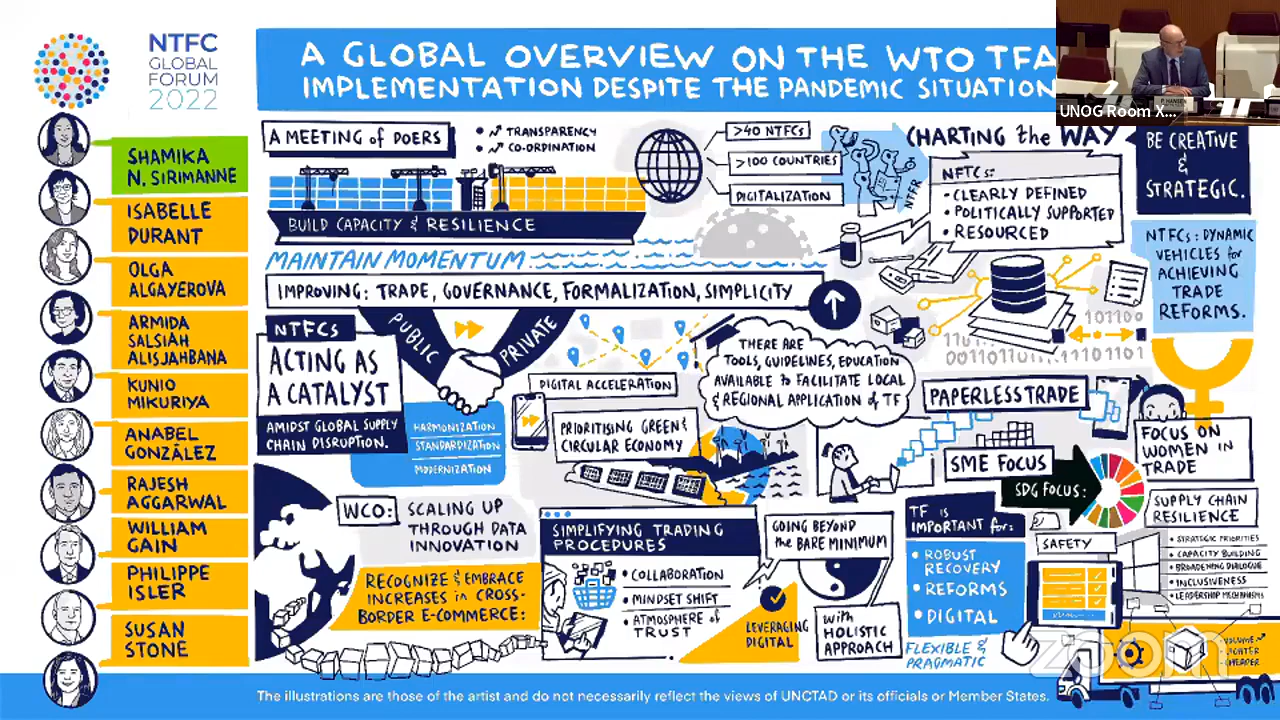 NTFC
GLOBAL
FORUM
2022
A GLOBAL OVERVIEW ON THE WTO TFA
IMPLEMENTATION DESPITE THE PANDEMIC SITUATION
UNOG Room X...
SHAMIKA
N. SIRIMANNE
ISABELLE
DURANT
OLGA
ALGAYEROVA
ARMIDA
SALSIAH
ALISJAHBANA
KUNIO
MIKURIYA
ANABEL
GONZÁLEZ
RAJESH
AGGARWAL
WILLIAM
GAIN
PHILIPPE
ISLER
SUSAN
STONE
A MEETING of DOERS
• TRANSPARENCY
• CO-ORDINATION
BUILD CAPACITY & RESILIENCE
>40 NTFCs
>100 COUNTRIES
DIGITALIZATION
NTFR
CHARTING the WAY
NFTCs:
• CLEARLY DEFINED
• POLITICALLY SUPPORTED
• RESOURCED
BE CREATIVE
&
STRATEGIC.
NTFCs: DYNAMIC
VEHICLES for
ACHIEVING
TRADE
REFORMS.
MAINTAIN MOMENTUM
IMPROVING: TRADE, GOVERNANCE, FORMALIZATION, SIMPLICITY
NTFCs
ACTING AS
A CATALYST
AMIDST GLOBAL SUPPLY
CHAIN DISRUPTION.
PUBLIC
PRIVATE
HARMONIZATION
STANDARDIZATION
MODERNIZATION
DIGITAL ACCELERATION
PRIORITISING GREEN &
CIRCULAR ECONOMY
THERE ARE
TOOLS, GUIDELINES, EDUCATION
AVAILABLE to FACILITATE LOCAL
& REGIONAL APPLICATION of TF
101100
0011011010 1101101
PAPERLESS TRADE
SME FOCUS
SDG FOCUS:
FOCUS ON
WOMEN IN
TRADE
SUPPLY CHAIN
RESILIENCE
• STRATEGIC PRIORITIES
• CAPACITY BUILDING
• BROADENING DIALOGUE
• INCLUSIVENESS
• LEADERSHIP MECHANISMS
WCO:
SCALING UP
THROUGH DATA
INNOVATION
RECOGNIZE & EMBRACE
INCREASES in CROSS-
BORDER E-COMMERCE:
SIMPLIFYING TRADING
PROCEDURES
• COLLABORATION
• MINDSET SHIFT
• ATMOSPHERE of
TRUST
GOING BEYOND
the BARE MINIMUM
LEVERAGING
DIGITAL
with
HOLISTIC
APPROACH
TF IS
IMPORTANT for:
• ROBUST
RECOVERY
• REFORMS
• DIGITAL
FLEXIBLE &
PRAGMATIC
SAFETY
• VOLUME
• LIGHTER
• CHEAPER
zoom
The illustrations are those of the artist and do not necessarily reflect the views of UNCTAD or its officials or Member States.